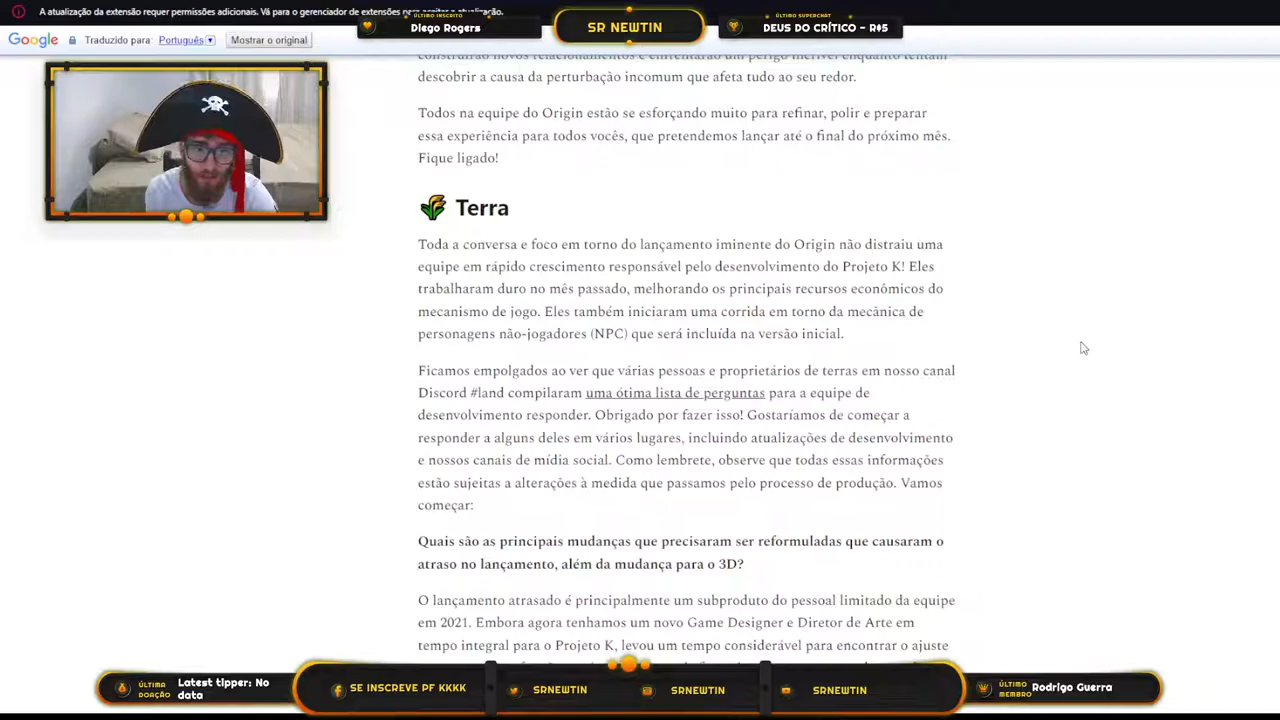 A atualização da extensão requer permissões adicionais. Vá para o gerenciador de extensões para aceitar a atualização.
ÚLTIMO INSCRITO
Diego Rogers
SR NEWTIN
ÚLTIMO SUPERCHAT
DEUS DO CRÍTICO - R$5
Google Traduzido para: Português Mostrar o original
construirão novos relacionamentos e enfrentarão um perigo incrível enquanto tentam
descobrir a causa da perturbação incomum que afeta tudo ao seu redor.
Todos na equipe do Origin estão se esforçando muito para refinar, polir e preparar
essa experiência para todos vocês, que pretendemos lançar até o final do próximo mês.
Fique ligado!
Terra
Toda a conversa e foco em torno do lançamento iminente do Origin não distraiu uma
equipe em rápido crescimento responsável pelo desenvolvimento do Projeto K! Eles
trabalharam duro no mês passado, melhorando os principais recursos econômicos do
mecanismo de jogo. Eles também iniciaram uma corrida em torno da mecânica de
personagens não-jogadores (NPC) que será incluída na versão inicial.
Ficamos empolgados ao ver que várias pessoas e proprietários de terras em nosso canal
Discord #land compilaram uma ótima lista de perguntas para a equipe de
desenvolvimento responder. Obrigado por fazer isso! Gostaríamos de começar a
responder a alguns deles em vários lugares, incluindo atualizações de desenvolvimento
e nossos canais de mídia social. Como lembrete, observe que todas essas informações
estão sujeitas a alterações à medida que passamos pelo processo de produção. Vamos
começar:
Quais são as principais mudanças que precisaram ser reformuladas que causaram o
atraso no lançamento, além da mudança para o 3D?
O lançamento atrasado é principalmente um subproduto do pessoal limitado da equipe
em 2021. Embora agora tenhamos um novo Game Designer e Diretor de Arte em
tempo integral para o Projeto K, levou um tempo considerável para encontrar o ajuste
ÚLTIMA
DOAÇÃO
Latest tipper: No
data
SE INSCREVE PF KKKK
SRNEWTIN
SRNEWTIN
SRNEWTIN
ÚLTIMO
MEMBRO
Rodrigo Guerra